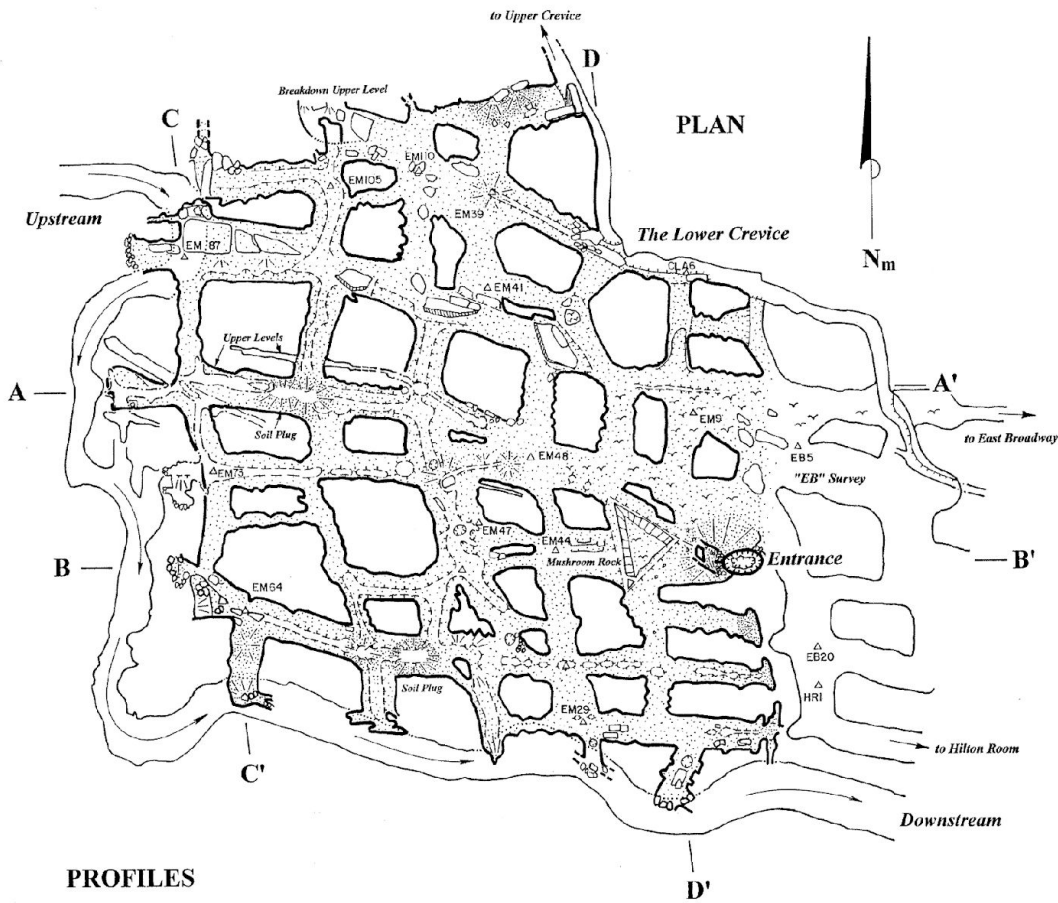 to Upper Crevice
D
Breakdown Upper Level
PLAN
C
EM110
EM105
Upstream
EM39
The Lower Crevice
EM 87
CLA6
Nm
EM41
Upper Levels
A
A'
EM9
to East Broadway
Soil Plug
EB5
EM48
"EB" Survey
EM73
EM47
EM44
B
Mushroom Rock
Entrance
B'
EM64
EB20
Soil Plug
HR1
EM29
to Hilton Room
C'
Downstream
PROFILES
D'